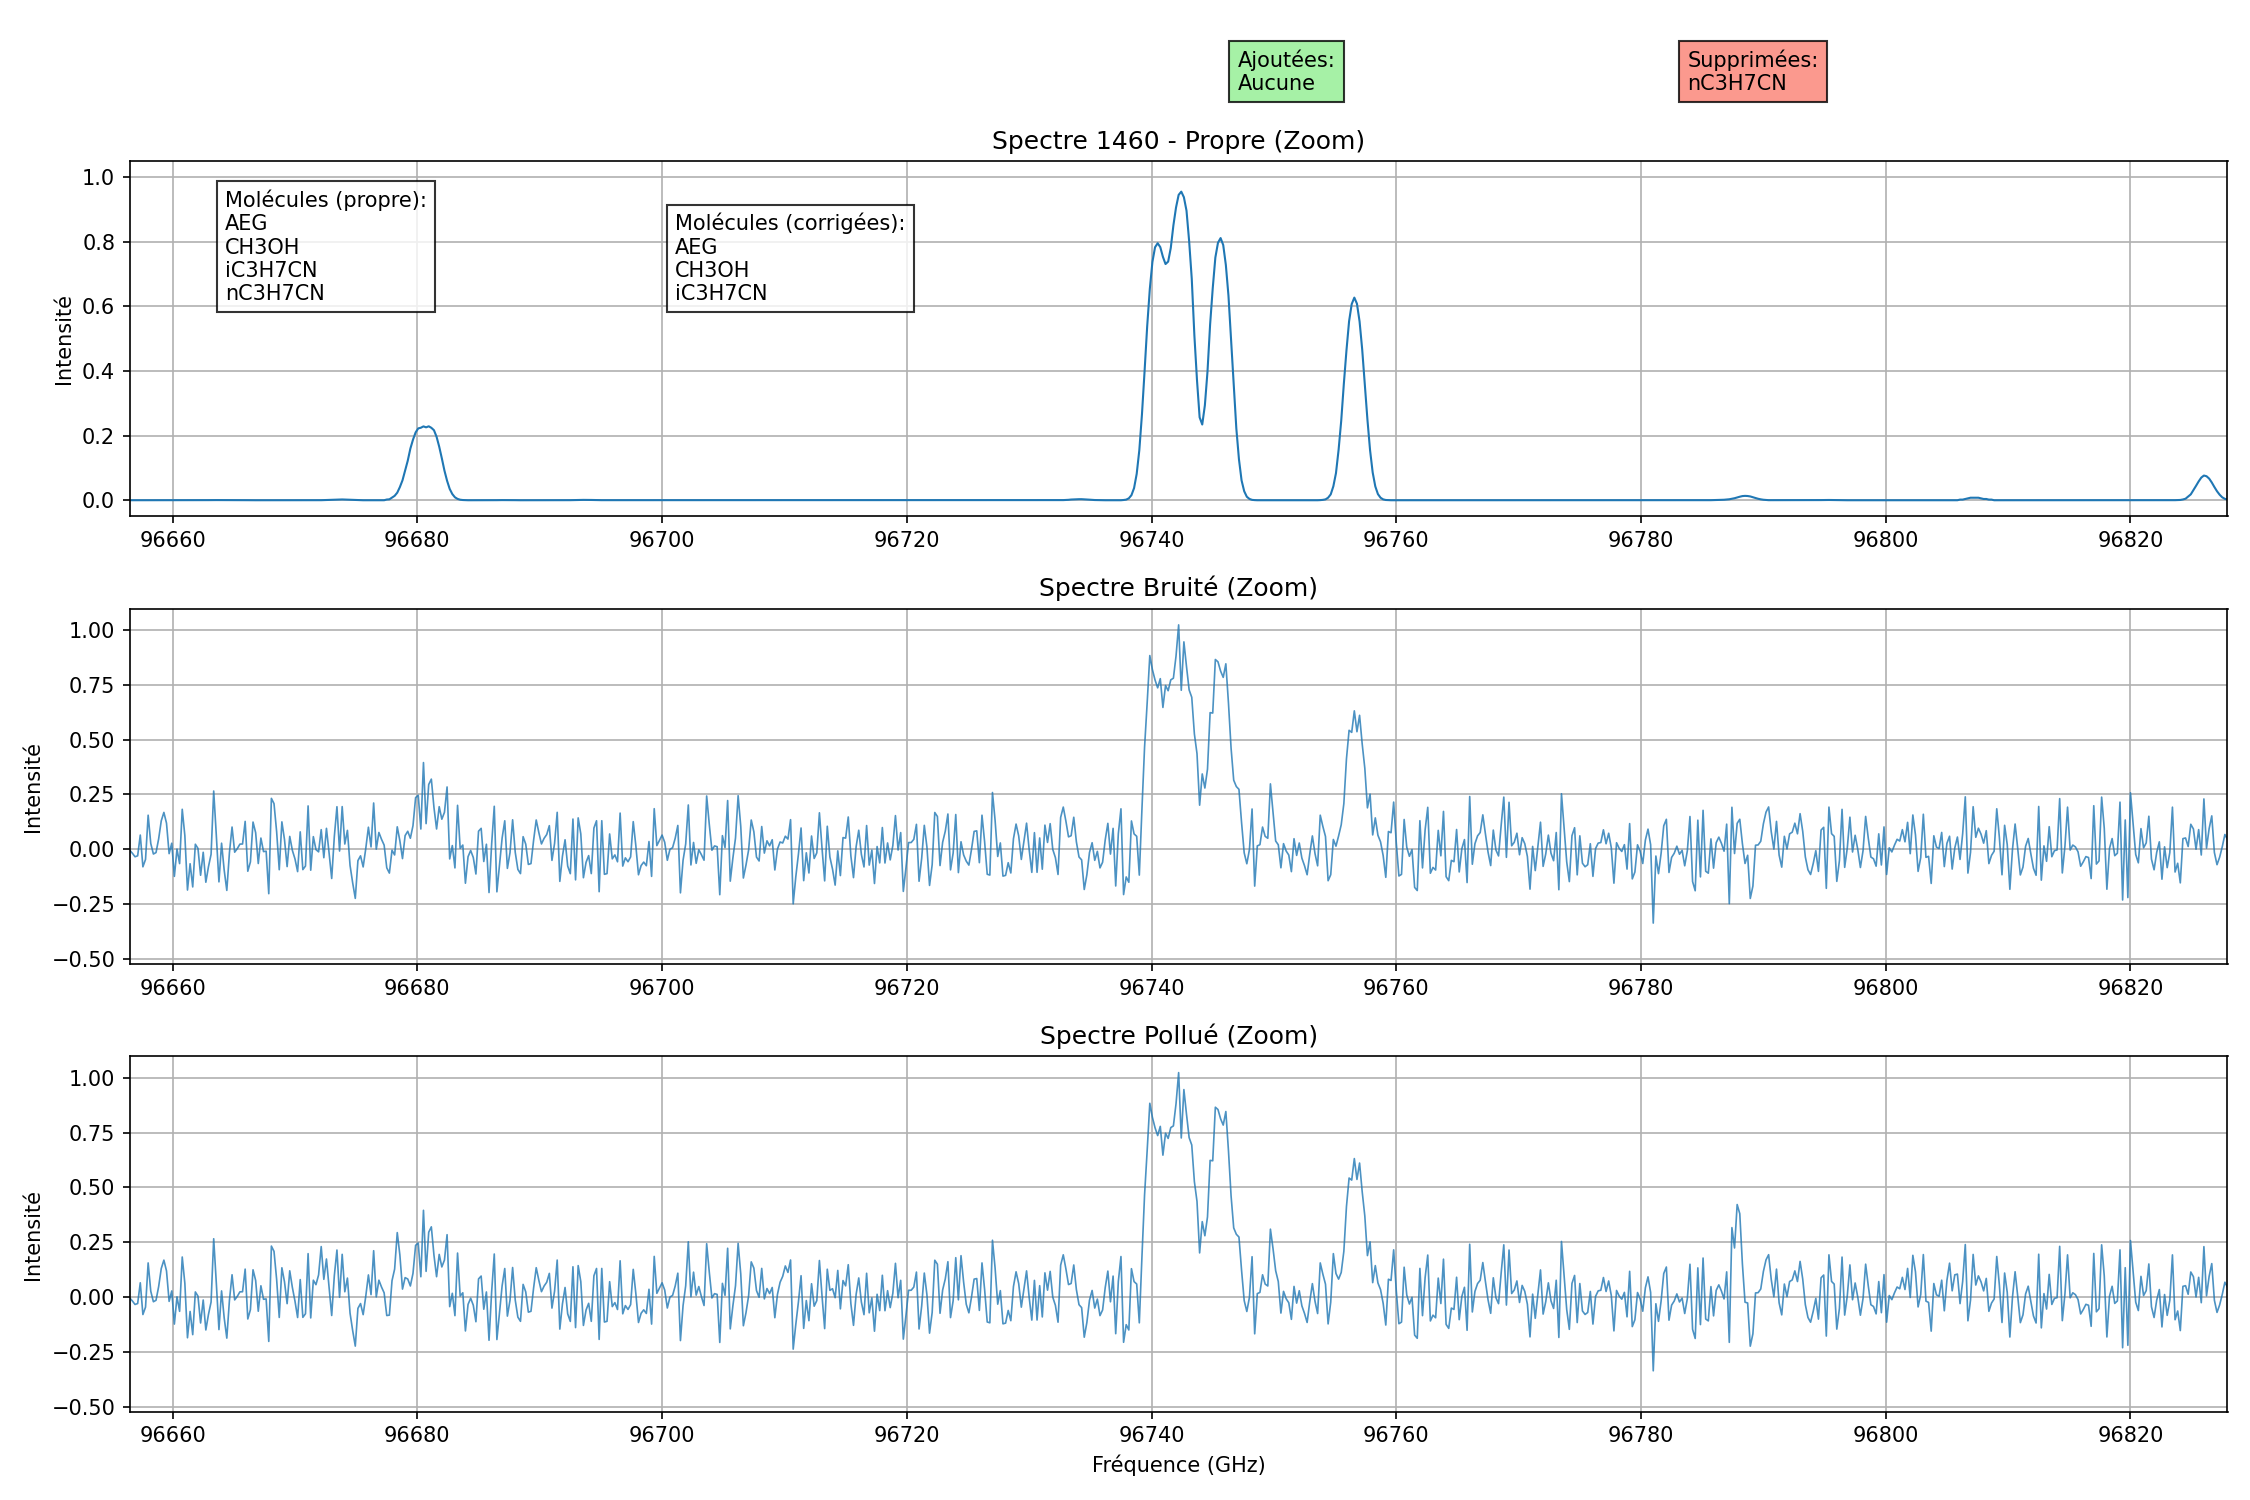 Ajoutées:
Aucune
Supprimées:
nC3H7CN
Spectre 1460 - Propre (Zoom)
Molécules (propre):
AEG
CH3OH
iC3H7CN
nC3H7CN
Molécules (corrigées):
AEG
CH3OH
iC3H7CN
Intensité
1.0
0.8
0.6
0.4
0.2
0.0
96660 96680 96700 96720 96740 96760 96780 96800 96820
Spectre Bruité (Zoom)
Intensité
1.00
0.75
0.50
0.25
0.00
−0.25
−0.50
96660 96680 96700 96720 96740 96760 96780 96800 96820
Spectre Pollué (Zoom)
Intensité
1.00
0.75
0.50
0.25
0.00
−0.25
−0.50
96660 96680 96700 96720 96740 96760 96780 96800 96820
Fréquence (GHz)